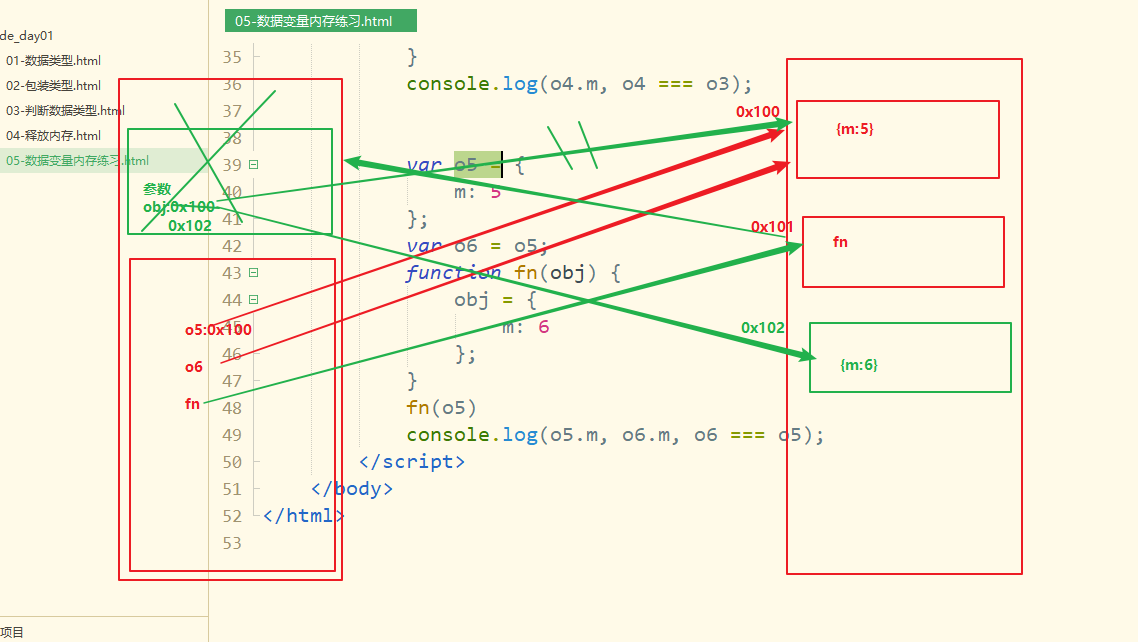 05-数据变量内存练习.html
de_day01
01-数据类型.html
02-包装类型.html
03-判断数据类型.html
04-释放内存.html
05-数据变量内存练习.html
项目
35 }
36 console.log(o4.m, o4 === o3);
37
38
39 var o5 = {
40 m: 5
41 };
42 var o6 = o5;
43 function fn(obj) {
44 obj = {
45 m: 6
46 };
47 }
48 fn(o5)
49 console.log(o5.m, o6.m, o6 === o5);
50 </script>
51 </body>
52 </html>
53
参数
obj:0x100
0x102
o5:0x100
o6
fn
0x100
{m:5}
0x101
fn
0x102
{m:6}